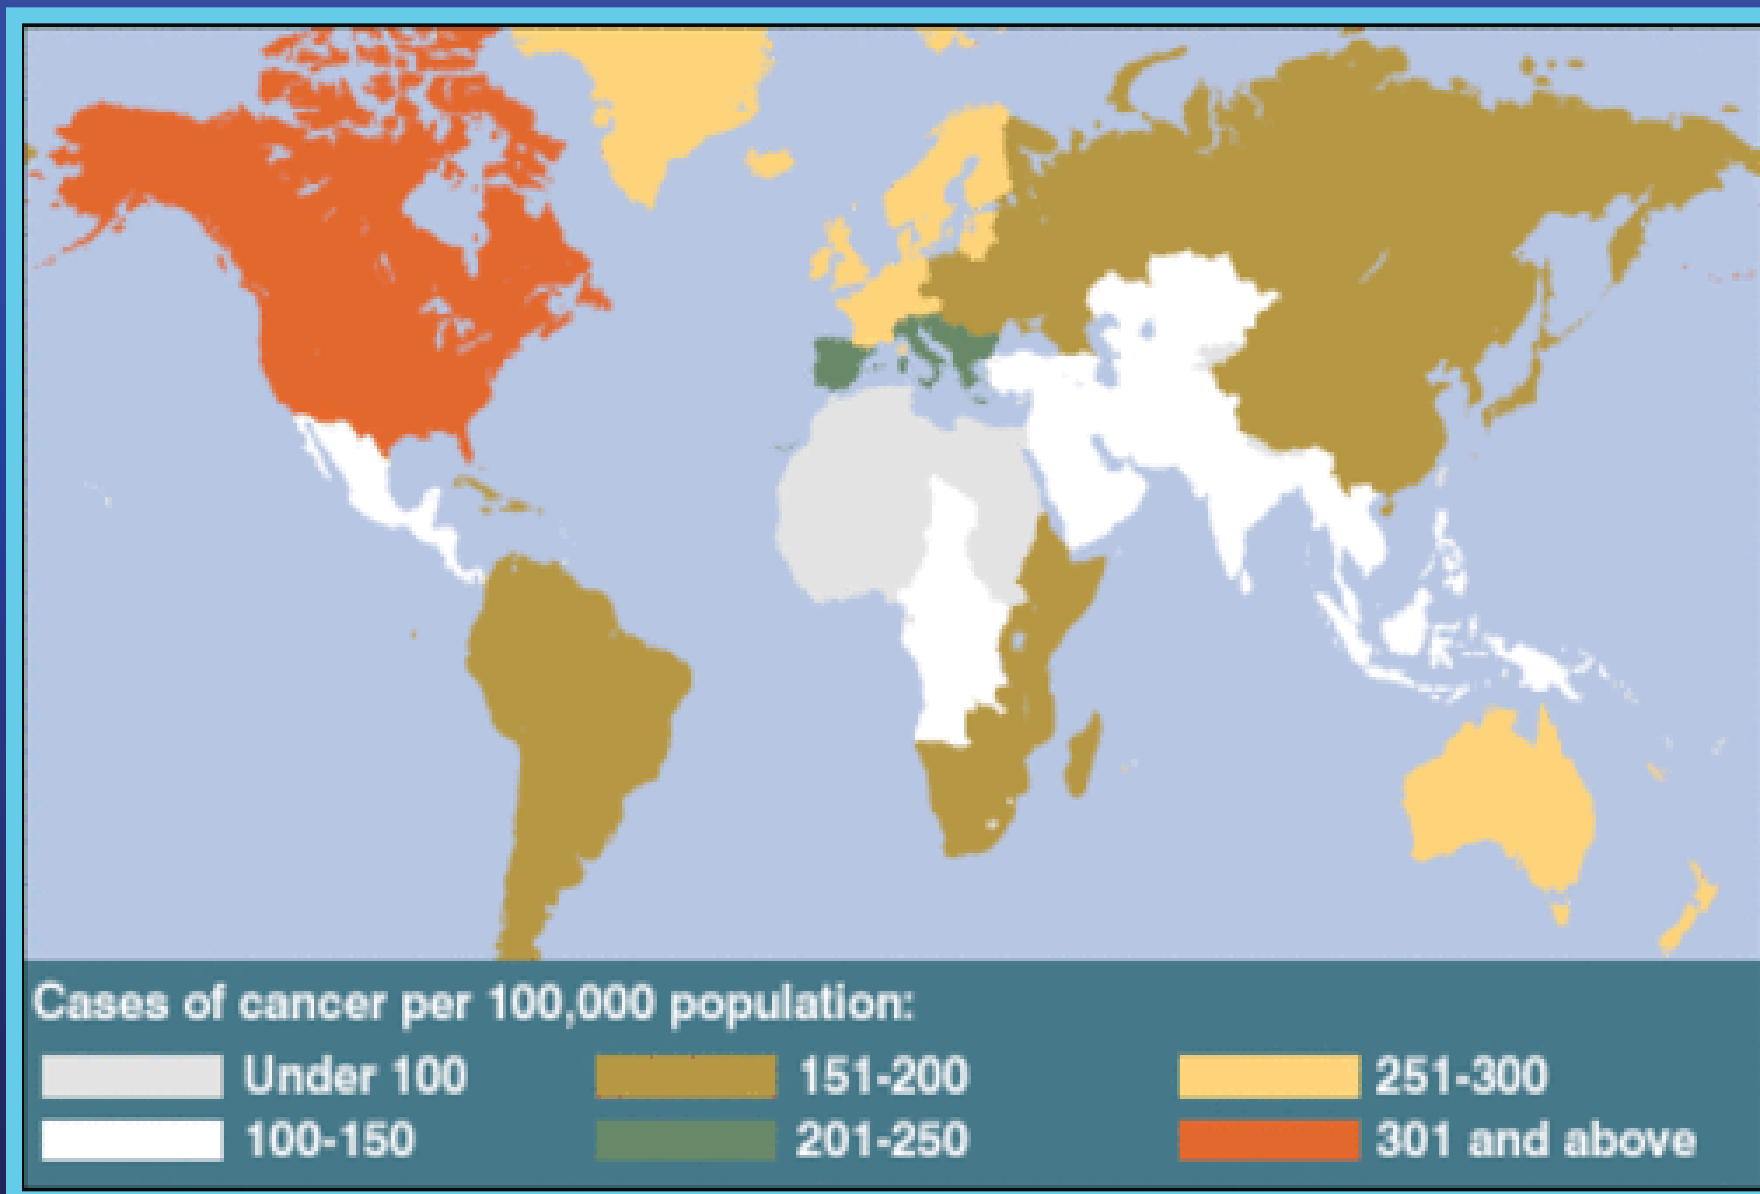 Cases of cancer per 100,000 population:
Under 100
151-200
251-300
100-150
201-250
301 and above